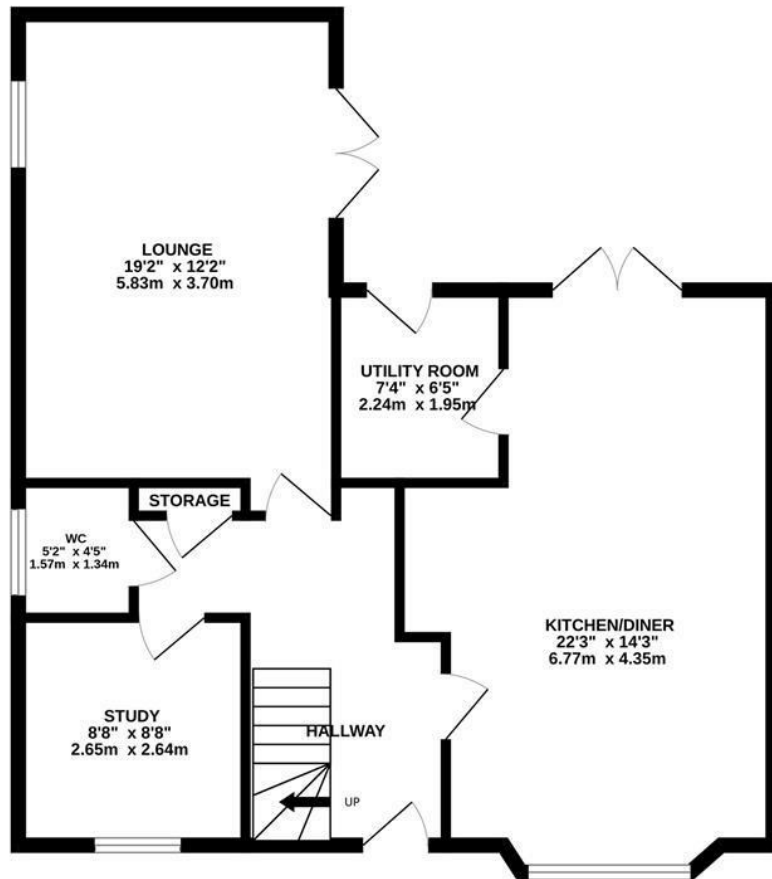 LOUNGE
19'2" x 12'2"
5.83m x 3.70m
UTILITY ROOM
7'4" x 6'5"
2.24m x 1.95m
STORAGE
WC
5'2" x 4'5"
1.57m x 1.34m
KITCHEN/DINER
22'3" x 14'3"
6.77m x 4.35m
STUDY
8'8" x 8'8"
2.65m x 2.64m
HALLWAY
UP